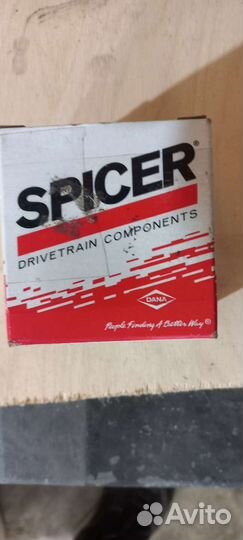 SPICER®
DRIVETRAIN COMPONENTS
DANA
People Finding A Better Way®
Avito